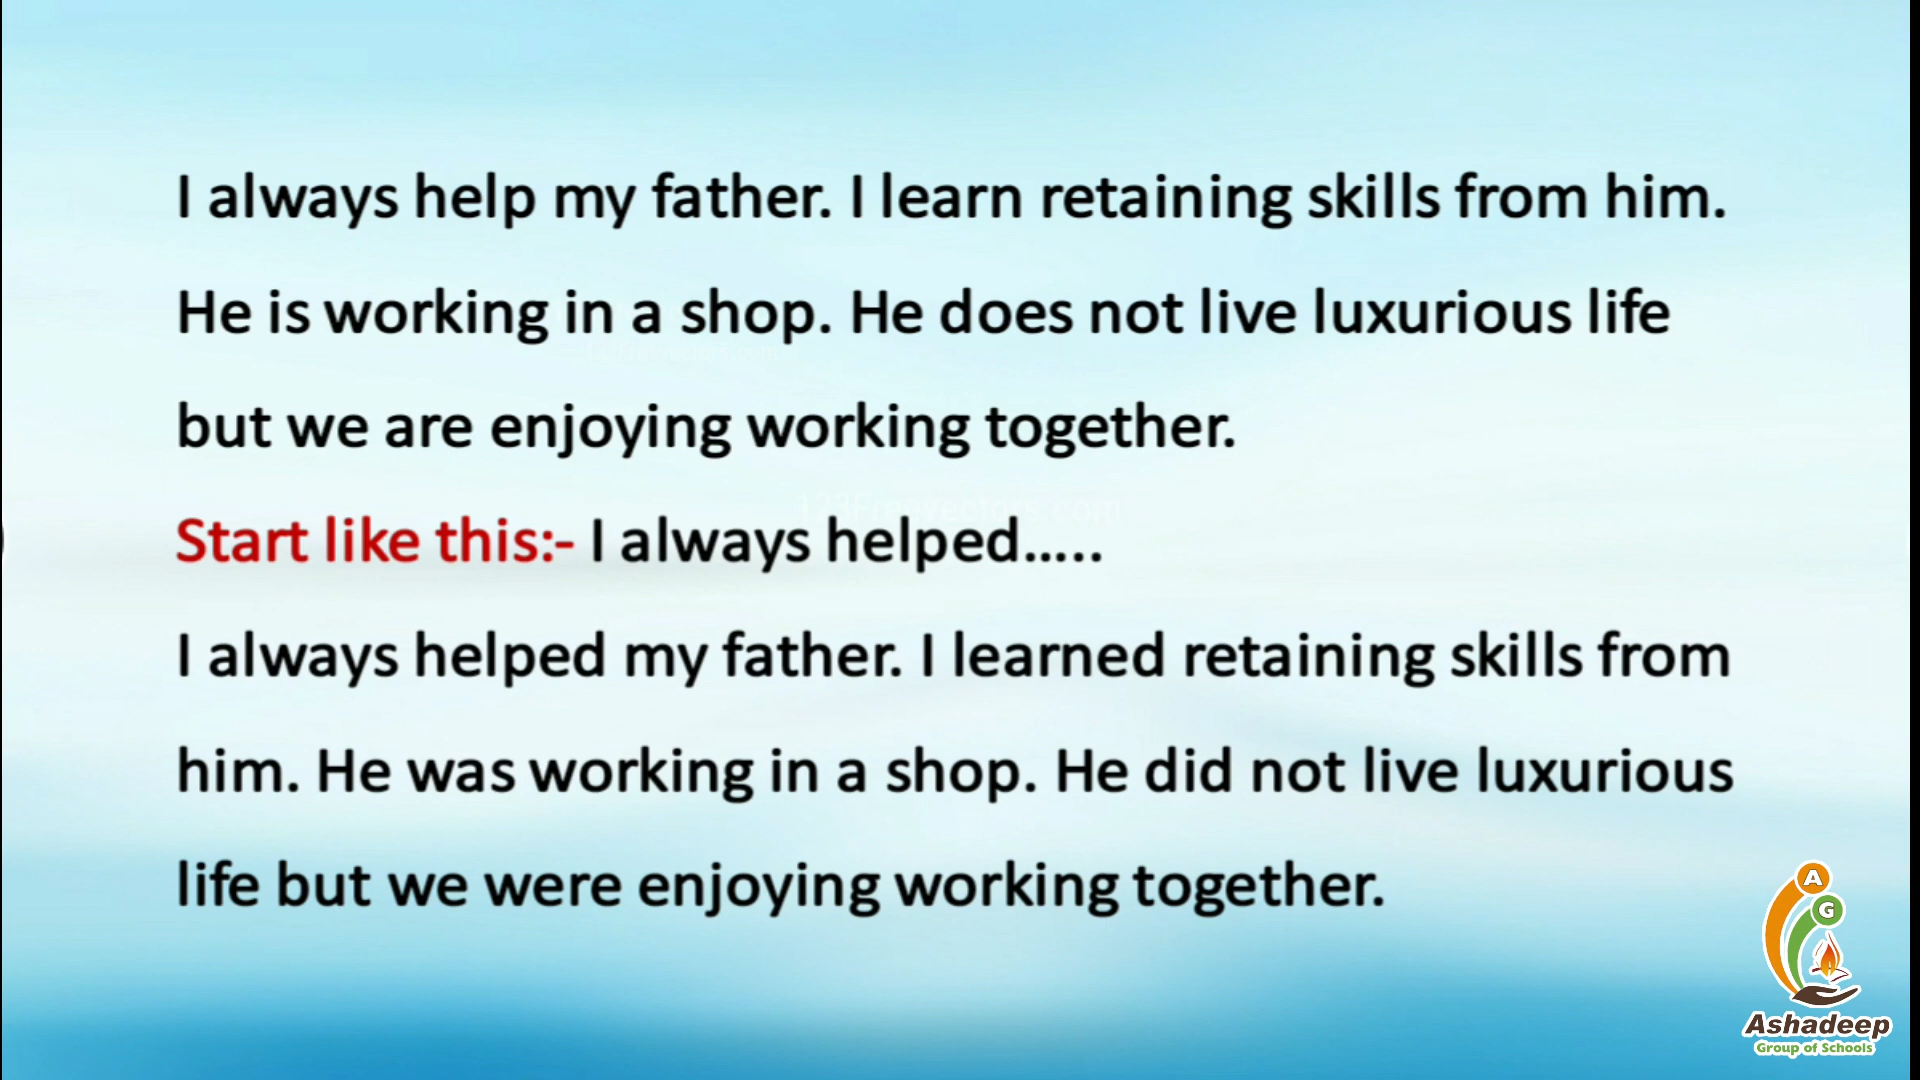 I always help my father. I learn retaining skills from him.
He is working in a shop. He does not live luxurious life
but we are enjoying working together.
123Freevectors.com
Start like this:- I always helped.....
I always helped my father. I learned retaining skills from
him. He was working in a shop. He did not live luxurious
life but we were enjoying working together.
A
G
Ashadeep
Group of Schools